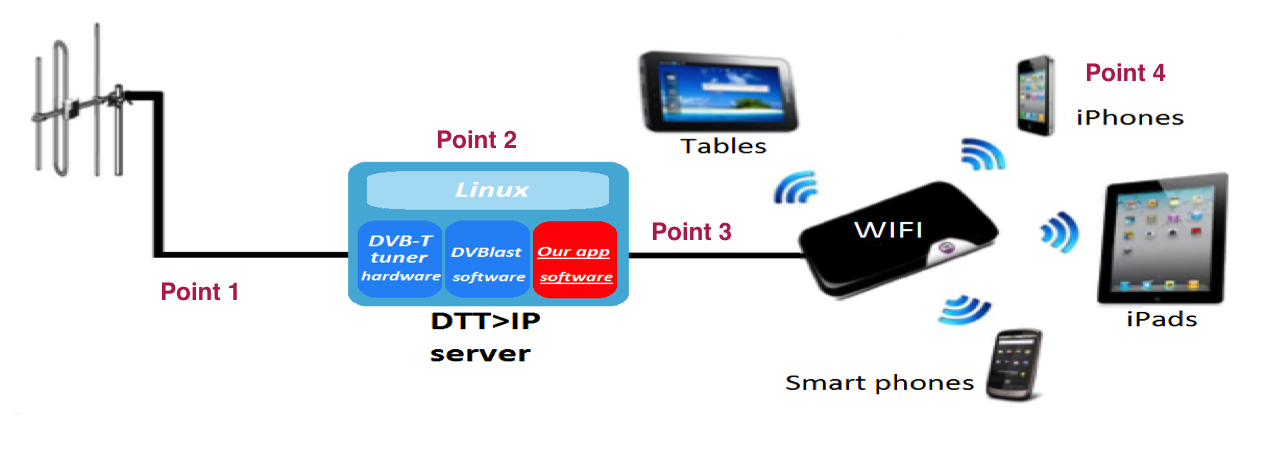 Point 1
Point 2
Linux
DVB-T
tuner
hardware
DVBlast
software
Our app
software
DTT>IP
server
Point 3
Tables
WIFI
Point 4
iPhones
iPads
Smart phones